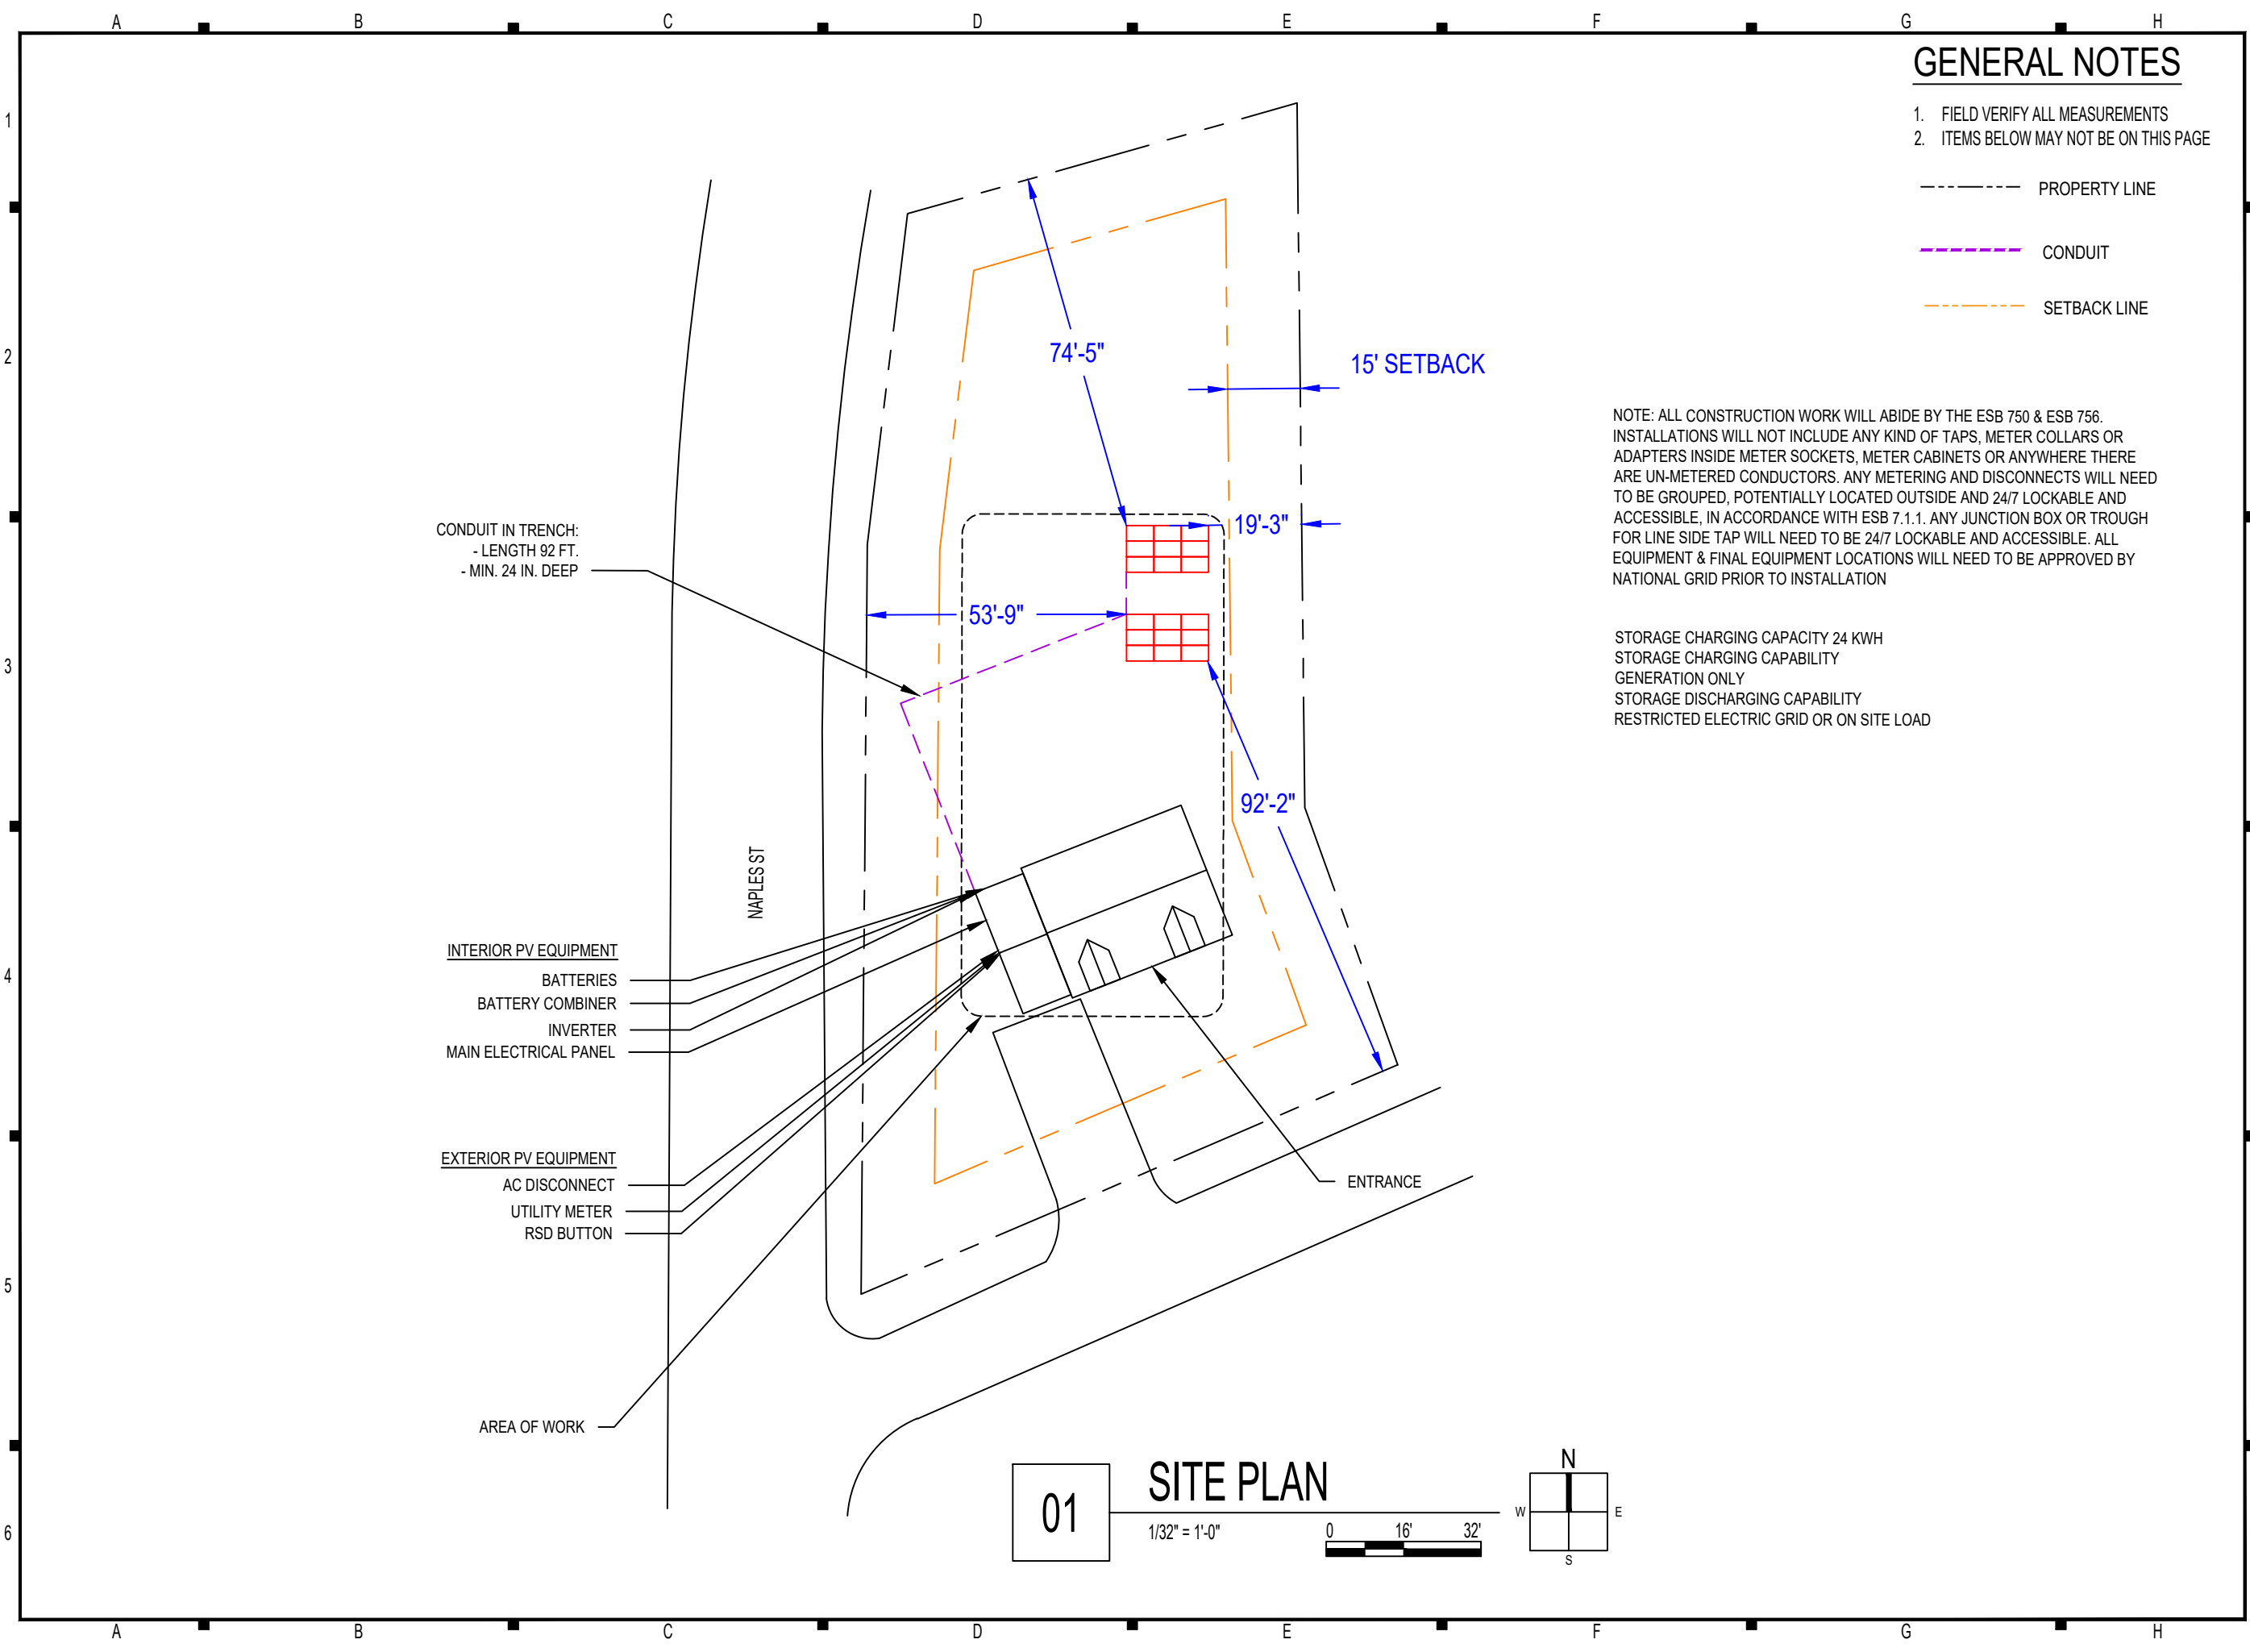 A B C D E F G H
GENERAL NOTES
1. FIELD VERIFY ALL MEASUREMENTS
2. ITEMS BELOW MAY NOT BE ON THIS PAGE
PROPERTY LINE
CONDUIT
SETBACK LINE
1
2
3
4
5
6
74'-5"
15' SETBACK
19'-3"
53'-9"
92'-2"
NOTE: ALL CONSTRUCTION WORK WILL ABIDE BY THE ESB 750 & ESB 756.
INSTALLATIONS WILL NOT INCLUDE ANY KIND OF TAPS, METER COLLARS OR
ADAPTERS INSIDE METER SOCKETS, METER CABINETS OR ANYWHERE THERE
ARE UN-METERED CONDUCTORS. ANY METERING AND DISCONNECTS WILL NEED
TO BE GROUPED, POTENTIALLY LOCATED OUTSIDE AND 24/7 LOCKABLE AND
ACCESSIBLE, IN ACCORDANCE WITH ESB 7.1.1. ANY JUNCTION BOX OR TROUGH
FOR LINE SIDE TAP WILL NEED TO BE 24/7 LOCKABLE AND ACCESSIBLE. ALL
EQUIPMENT & FINAL EQUIPMENT LOCATIONS WILL NEED TO BE APPROVED BY
NATIONAL GRID PRIOR TO INSTALLATION
STORAGE CHARGING CAPACITY 24 KWH
STORAGE CHARGING CAPABILITY
GENERATION ONLY
STORAGE DISCHARGING CAPABILITY
RESTRICTED ELECTRIC GRID OR ON SITE LOAD
CONDUIT IN TRENCH:
- LENGTH 92 FT.
- MIN. 24 IN. DEEP
NAPLES ST
INTERIOR PV EQUIPMENT
BATTERIES
BATTERY COMBINER
INVERTER
MAIN ELECTRICAL PANEL
EXTERIOR PV EQUIPMENT
AC DISCONNECT
UTILITY METER
RSD BUTTON
ENTRANCE
AREA OF WORK
01
SITE PLAN
1/32" = 1'-0"
0 16' 32'
N
W E
S
A B C D E F G H